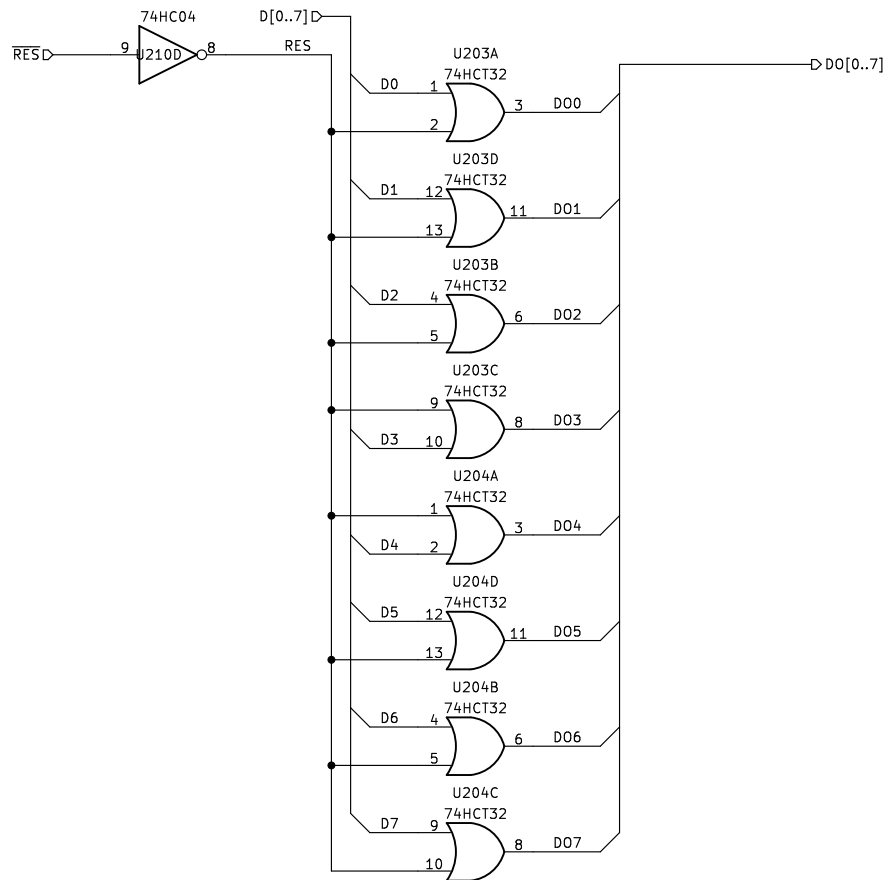 74HC04
D[0..7]
RES
9
U210D
8
RES
DO[0..7]
U203A
74HCT32
D0
1
2
3
DO0
U203D
74HCT32
D1
12
13
11
DO1
U203B
74HCT32
D2
4
5
6
DO2
U203C
74HCT32
9
D3
10
8
DO3
U204A
74HCT32
1
D4
2
3
DO4
U204D
74HCT32
D5
12
13
11
DO5
U204B
74HCT32
D6
4
5
6
DO6
U204C
74HCT32
D7
9
10
8
DO7